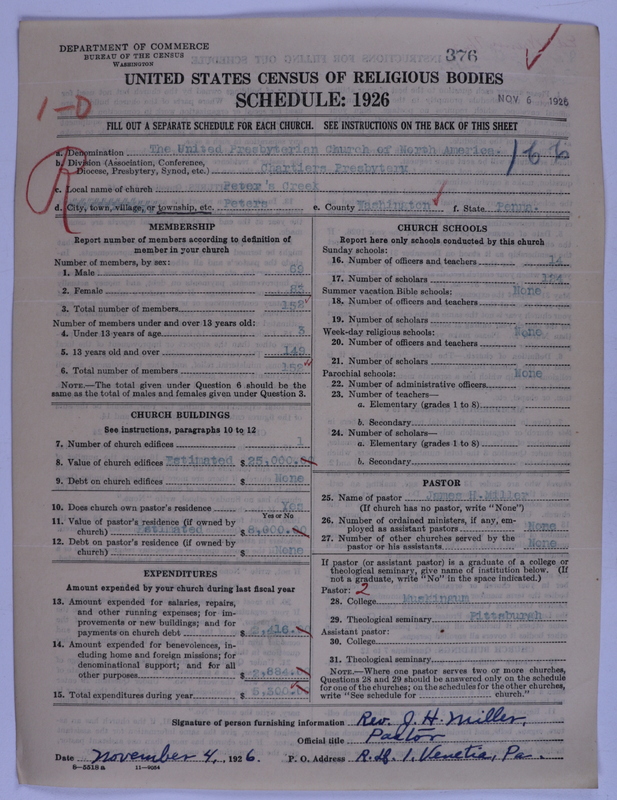 DEPARTMENT OF COMMERCE
BUREAU OF THE CENSUS
WASHINGTON
376
UNITED STATES CENSUS OF RELIGIOUS BODIES
SCHEDULE: 1926
NOV 6 1926
1-D
FILL OUT A SEPARATE SCHEDULE FOR EACH CHURCH. SEE INSTRUCTIONS ON THE BACK OF THIS SHEET
a. Denomination The United Presbyterian Church of North America.
166
b. Division (Association, Conference,
Diocese, Presbytery, Synod, etc.) Chartiers Presbytery
c. Local name of church Peter's Creek
d. City, town, village, or township, etc. Peters e. County Washington f. State Penna.
MEMBERSHIP
Report number of members according to definition of
member in your church
Number of members, by sex:
1. Male
2. Female
3. Total number of members 152
Number of members under and over 13 years old:
4. Under 13 years of age 3
5. 13 years old and over 149
6. Total number of members 152
NOTE.—The total given under Question 6 should be the
same as the total of males and females given under Question 3.
CHURCH BUILDINGS
See instructions, paragraphs 10 to 12
7. Number of church edifices 1
8. Value of church edifices Estimated $ 25,000.00
9. Debt on church edifices $ None
10. Does church own pastor's residence Yes
Yes or No
11. Value of pastor's residence (if owned by
church) Estimated $
12. Debt on pastor's residence (if owned by
church) $ None
EXPENDITURES
Amount expended by your church during last fiscal year
13. Amount expended for salaries, repairs,
and other running expenses; for im-
provements or new buildings; and for
payments on church debt $
14. Amount expended for benevolences, in-
cluding home and foreign missions; for
denominational support; and for all
other purposes $
15. Total expenditures during year $
CHURCH SCHOOLS
Report here only schools conducted by this church
Sunday schools:
16. Number of officers and teachers 14
17. Number of scholars
Summer vacation Bible schools: None
18. Number of officers and teachers
19. Number of scholars
Week-day religious schools: None
20. Number of officers and teachers
21. Number of scholars
Parochial schools: None
22. Number of administrative officers
23. Number of teachers—
a. Elementary (grades 1 to 8)
b. Secondary
24. Number of scholars—
a. Elementary (grades 1 to 8)
b. Secondary
PASTOR
25. Name of pastor James H. Miller
(If church has no pastor, write "None")
26. Number of ordained ministers, if any, em-
ployed as assistant pastors None
27. Number of other churches served by the
pastor or his assistants None
If pastor (or assistant pastor) is a graduate of a college or
theological seminary, give name of institution below. (If
not a graduate, write "No" in the space indicated.)
Pastor: 2
28. College Muskingum
29. Theological seminary Pittsburgh
Assistant pastor:
30. College
31. Theological seminary
NOTE.—Where one pastor serves two or more churches,
Questions 28 and 29 should be answered only on the schedule
for one of the churches; on the schedules for the other churches,
write "See schedule for church."
Signature of person furnishing information Rev. J. H. Miller,
Official title Pastor
Date November 4, 1926. P. O. Address R.D. 1, Venetia, Pa.
8-5518a 11-9084